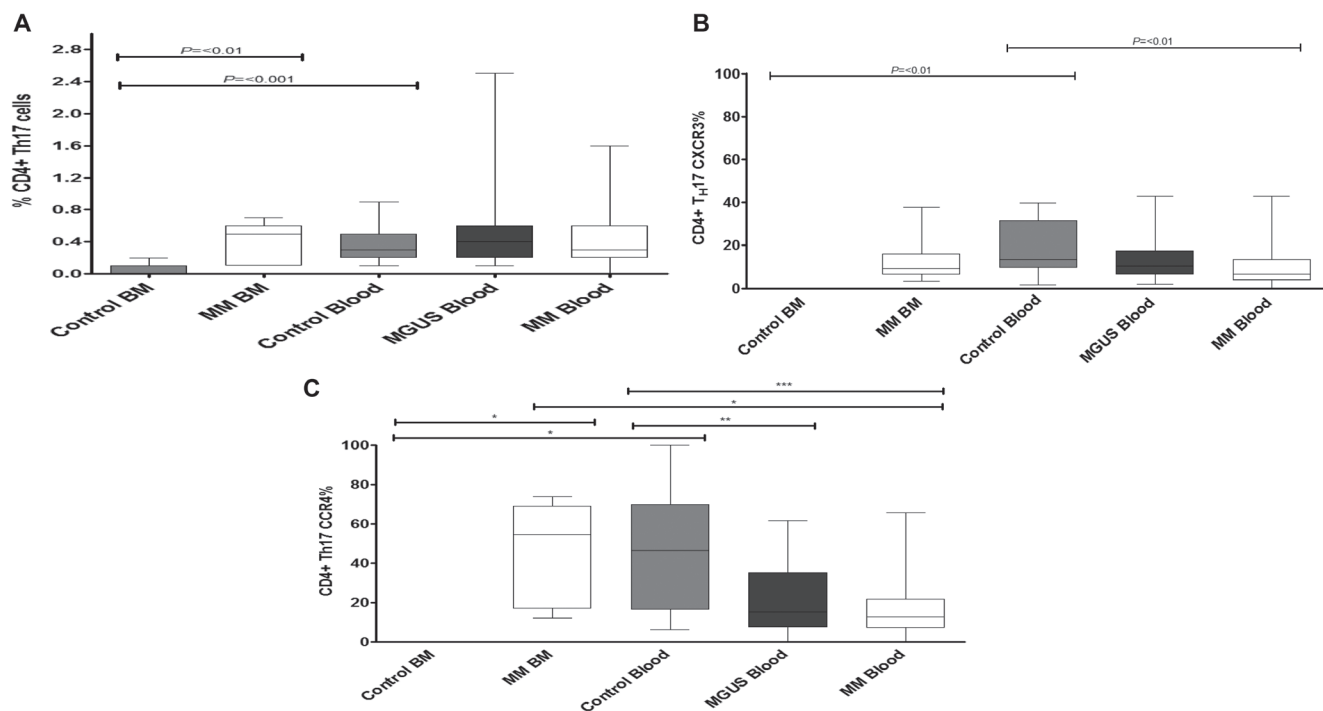 A
P=<0.01
P=<0.001
% CD4+ Th17 cells
2.8
2.4
2.0
1.6
1.2
0.8
0.4
0.0
Control BM
MM BM
Control Blood
MGUS Blood
MM Blood
B
P=<0.01
P=<0.01
CD4+ TH17 CXCR3%
100
80
60
40
20
0
Control BM
MM BM
Control Blood
MGUS Blood
MM Blood
C
***
*
*
**
*
CD4+ Th17 CCR4%
100
80
60
40
20
0
Control BM
MM BM
Control Blood
MGUS Blood
MM Blood